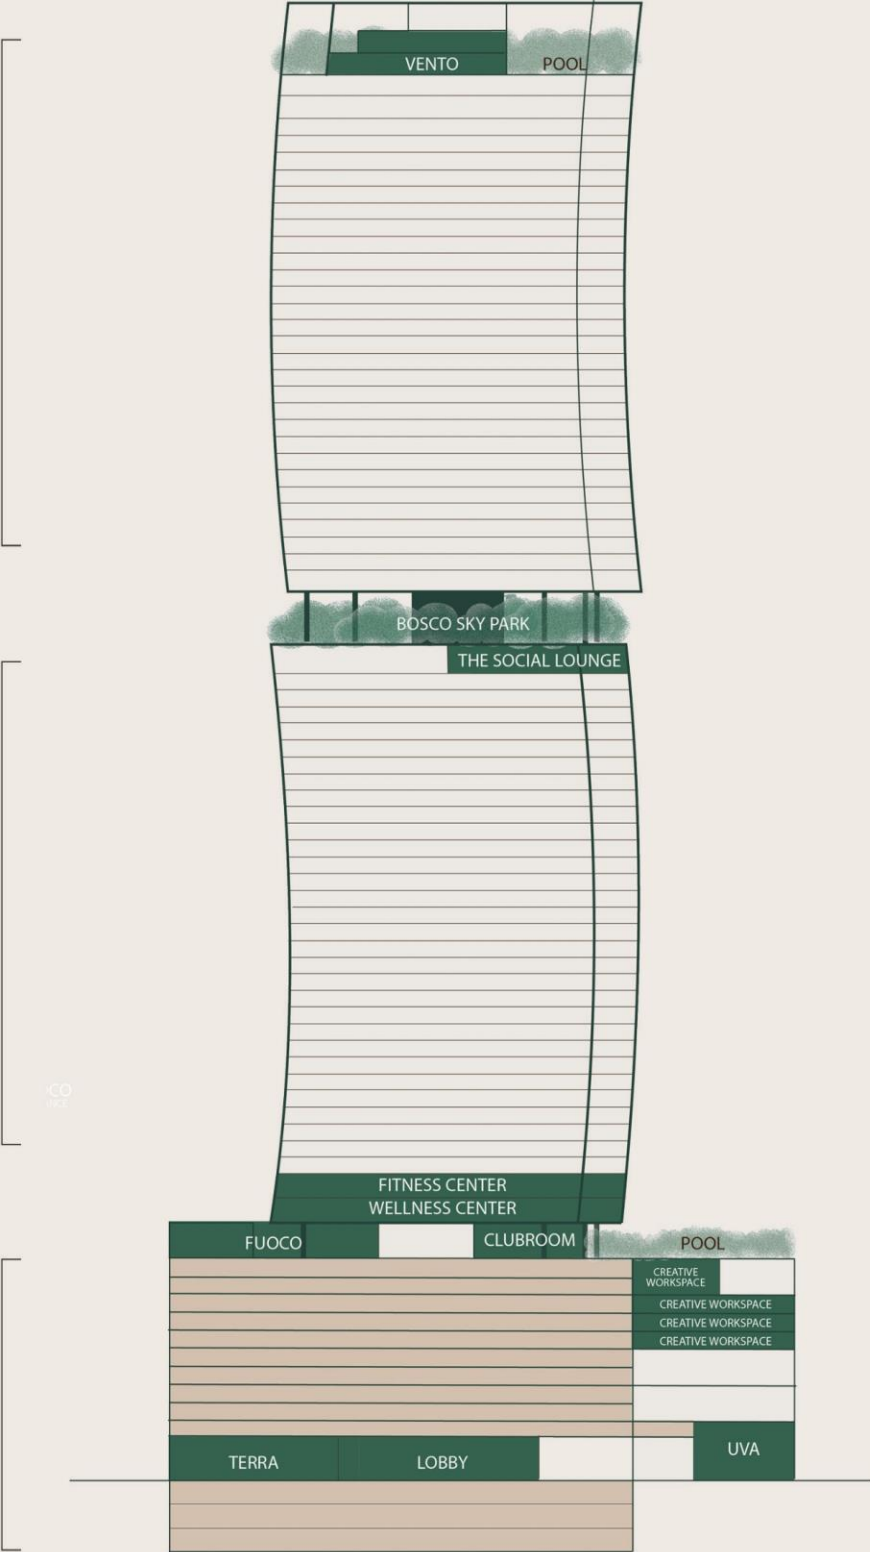 VENTO
POOL
BOSCO SKY PARK
THE SOCIAL LOUNGE
FITNESS CENTER
WELLNESS CENTER
FUOCO
CLUBROOM
POOL
CREATIVE
WORKSPACE
CREATIVE WORKSPACE
CREATIVE WORKSPACE
CREATIVE WORKSPACE
TERRA
LOBBY
UVA